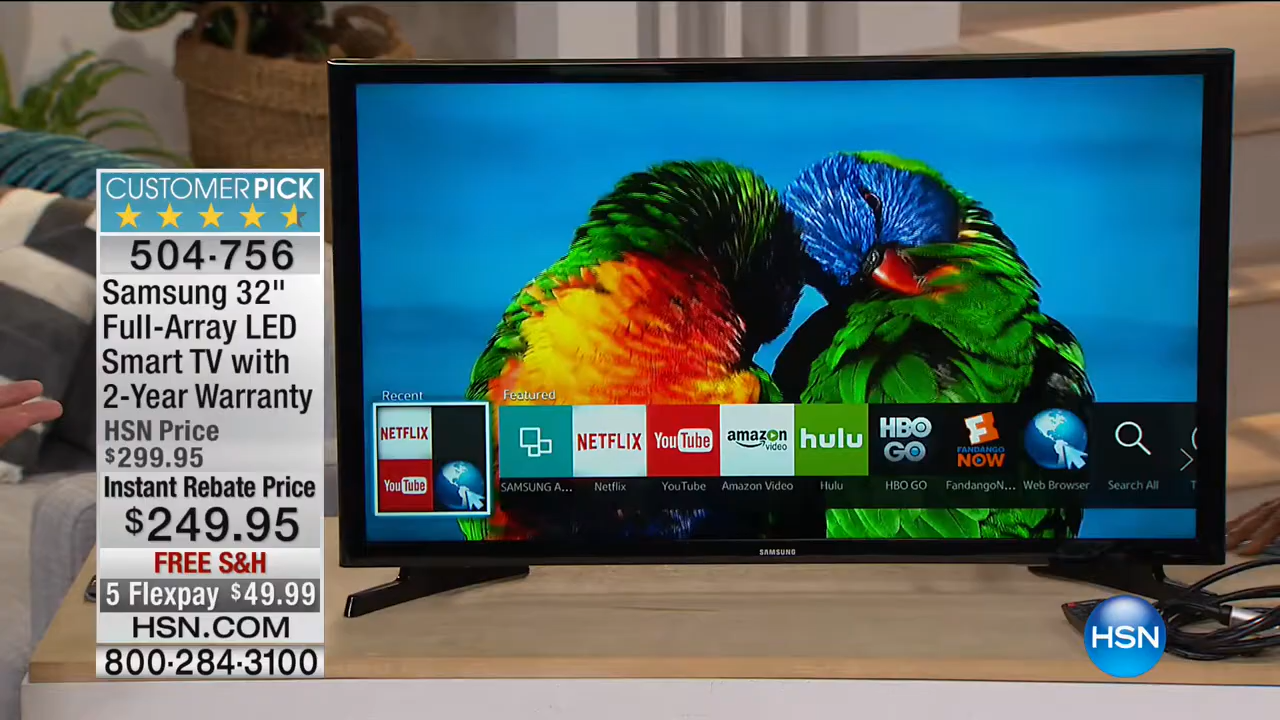 CUSTOMERPICK
504·756
Samsung 32"
Full-Array LED
Smart TV with
2-Year Warranty
HSN Price
$299.95
Instant Rebate Price
$249.95
FREE S&H
5 Flexpay $49.99
HSN.COM
800·284·3100
Recent
Featured
NETFLIX
YouTube
NETFLIX
YouTube
amazon
video
hulu
HBO
GO
FANDANGO
NOW
SAMSUNG A...
Netflix
YouTube
Amazon Video
Hulu
HBO GO
FandangoN...
Web Browser
Search All
T
SAMSUNG
HSN